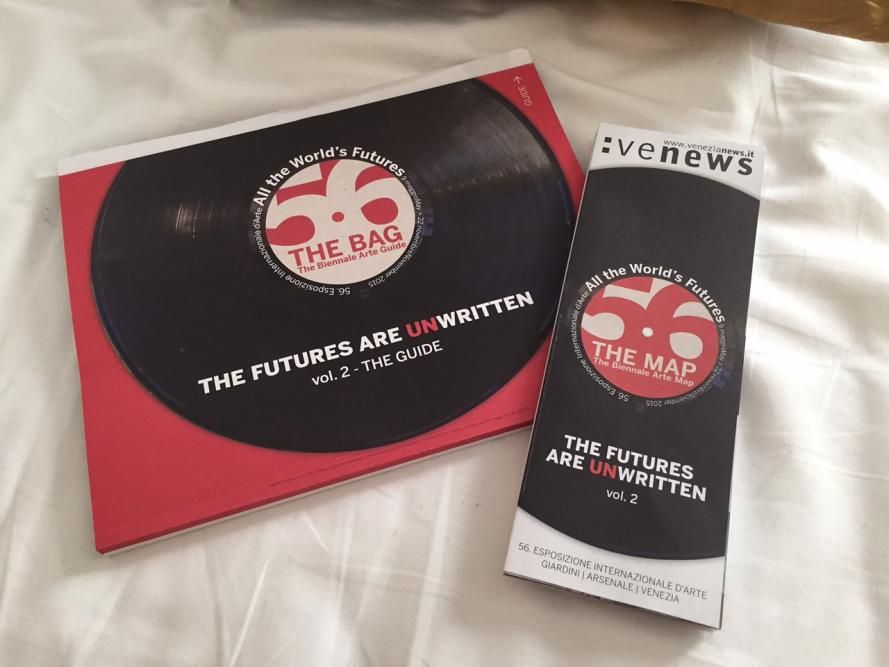 GUIDE →
All the World's Futures
56. Esposizione Internazionale d'Arte
9 maggio/May > 22 novembre/November 2015
56
THE BAG
The Biennale Arte Guide
THE FUTURES ARE UNWRITTEN
vol. 2 - THE GUIDE
www.venezianews.it
:venews
All the World's Futures
56. Esposizione Internazionale d'Arte
9 maggio/May > 22 novembre/November 2015
56
THE MAP
The Biennale Arte Map
THE FUTURES
ARE UNWRITTEN
vol. 2
56. ESPOSIZIONE INTERNAZIONALE D'ARTE
GIARDINI | ARSENALE | VENEZIA